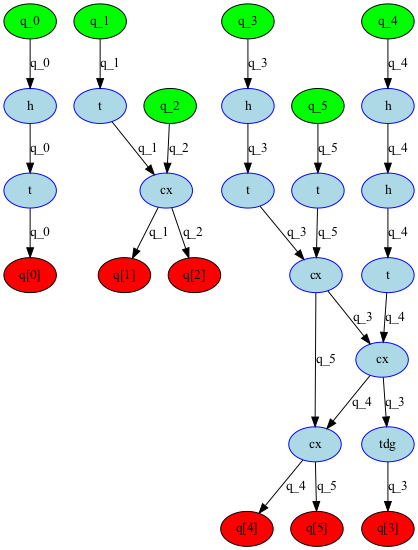 q_0 q_1 q_3 q_4
q_0 q_1 q_3 q_4
h t q_2 h q_5 h
q_0 q_1 q_2 q_3 q_5 q_4
t cx t t h
q_0 q_1 q_2 q_3 q_5 q_4
q[0] q[1] q[2] cx t
q_3 q_4
q_5 cx
q_4 q_3
cx tdg
q_4 q_5 q_3
q[4] q[5] q[3]